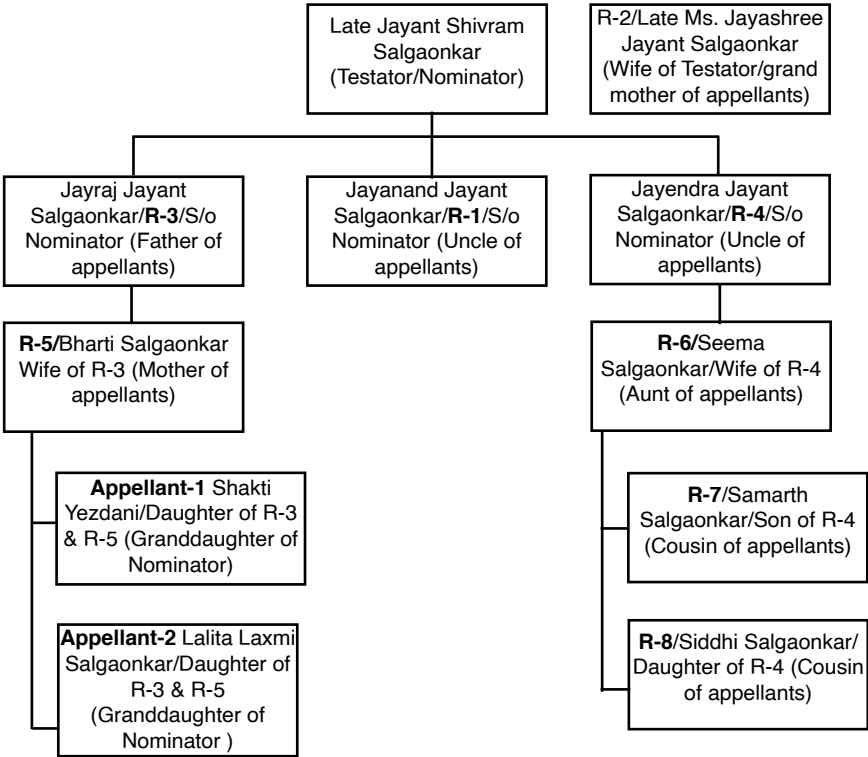 Late Jayant Shivram
Salgaonkar
(Testator/Nominator)
R-2/Late Ms. Jayashree
Jayant Salgaonkar
(Wife of Testator/grand
mother of appellants)
Jayraj Jayant
Salgaonkar/R-3/S/o
Nominator (Father of
appellants)
Jayanand Jayant
Salgaonkar/R-1/S/o
Nominator (Uncle of
appellants)
Jayendra Jayant
Salgaonkar/R-4/S/o
Nominator (Uncle of
appellants)
R-5/Bharti Salgaonkar
Wife of R-3 (Mother of
appellants)
R-6/Seema
Salgaonkar/Wife of R-4
(Aunt of appellants)
Appellant-1 Shakti
Yezdani/Daughter of R-3
& R-5 (Granddaughter of
Nominator)
R-7/Samarth
Salgaonkar/Son of R-4
(Cousin of appellants)
Appellant-2 Lalita Laxmi
Salgaonkar/Daughter of
R-3 & R-5
(Granddaughter of
Nominator )
R-8/Siddhi Salgaonkar/
Daughter of R-4 (Cousin
of appellants)